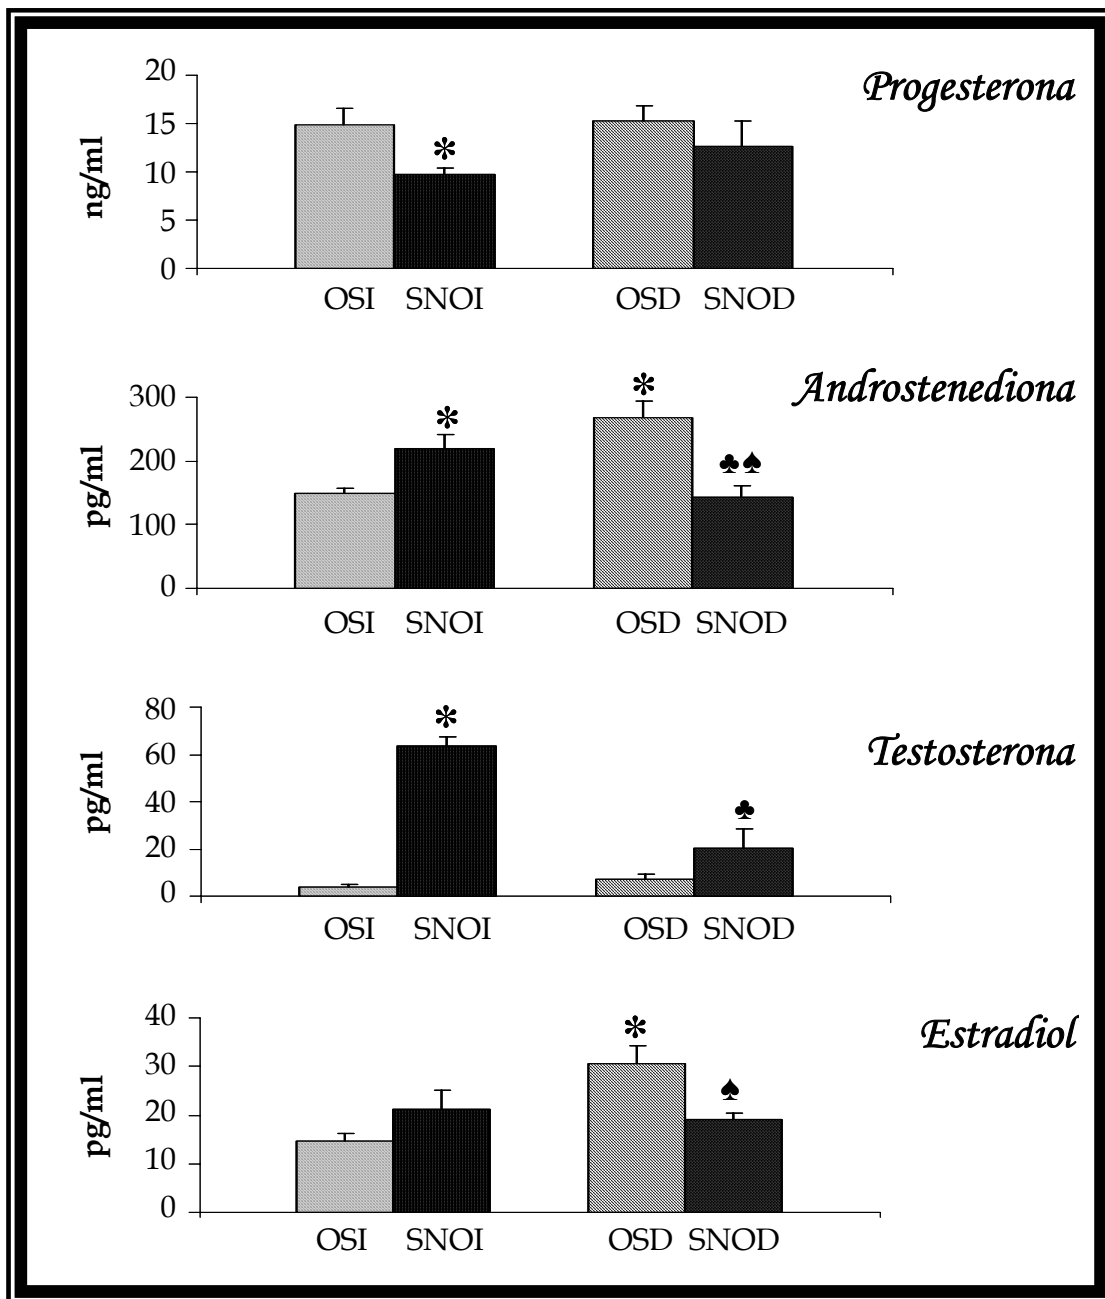 Progesterona
20
15
10
5
0
ng/ml
*
OSI SNOI OSD SNOD
Androstenediona
300
200
100
0
pg/ml
* * ♣♠
OSI SNOI OSD SNOD
Testosterona
80
60
40
20
0
pg/ml
* ♣
OSI SNOI OSD SNOD
Estradiol
40
30
20
10
0
pg/ml
* ♠
OSI SNOI OSD SNOD